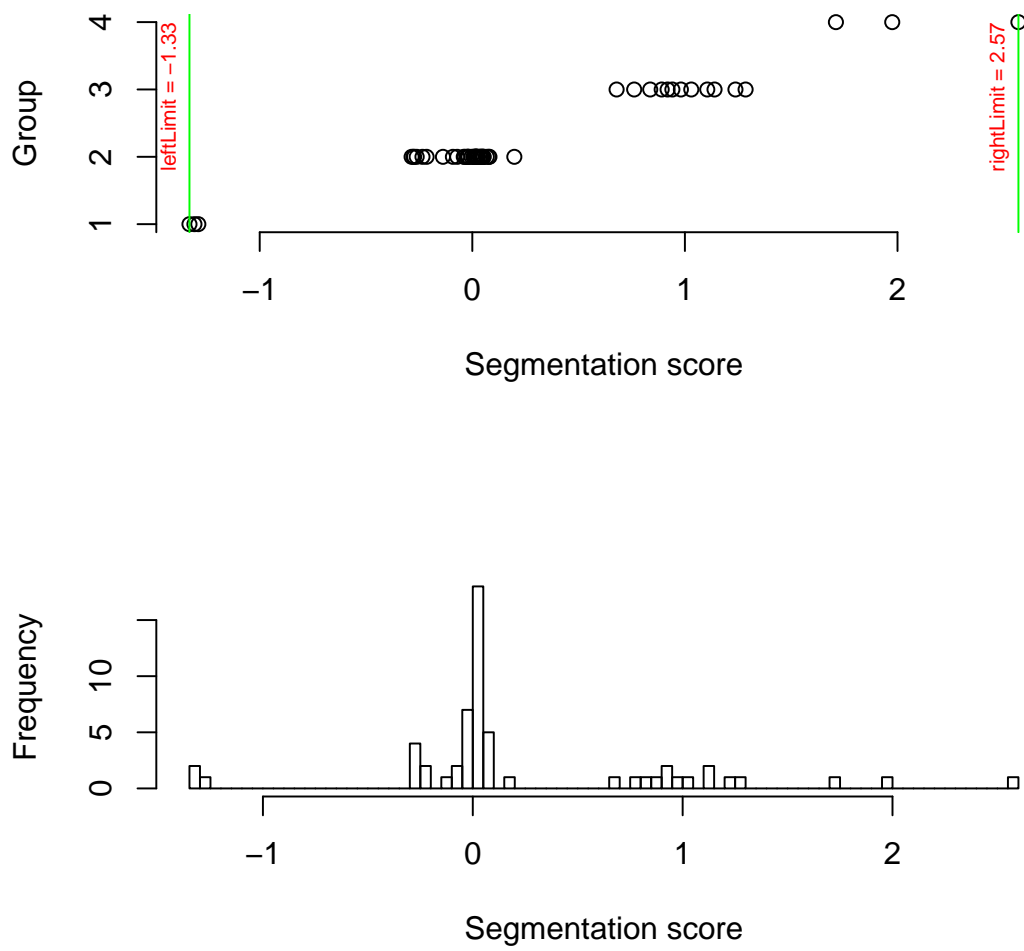 4
3
2
1
Group
leftLimit = −1.33
rightLimit = 2.57
−1 0 1 2
Segmentation score
10
5
0
Frequency
−1 0 1 2
Segmentation score